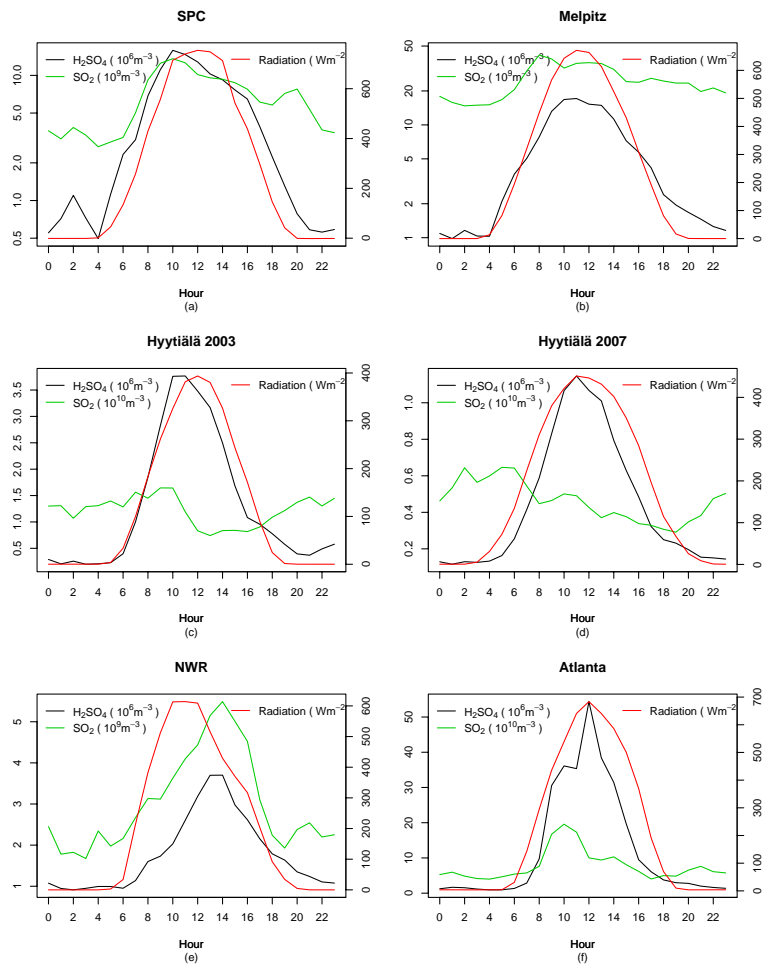 SPC
H₂SO₄ ( 10⁶m⁻³)
SO₂ ( 10⁹m⁻³)
Radiation ( Wm⁻²
0.5 1.0 2.0 5.0 10.0
0 200 400 600
0 2 4 6 8 10 12 14 16 18 20 22
Hour
(a)
Melpitz
H₂SO₄ ( 10⁶m⁻³)
SO₂ ( 10⁹m⁻³)
Radiation ( Wm⁻²
1 2 5 10 20 50
0 100 200 300 400 500 600
0 2 4 6 8 10 12 14 16 18 20 22
Hour
(b)
Hyytiälä 2003
H₂SO₄ ( 10⁶m⁻³)
SO₂ ( 10¹⁰m⁻³)
Radiation ( Wm⁻²
0.5 1.0 1.5 2.0 2.5 3.0 3.5
0 100 200 300 400
0 2 4 6 8 10 12 14 16 18 20 22
Hour
(c)
Hyytiälä 2007
H₂SO₄ ( 10⁶m⁻³)
SO₂ ( 10¹⁰m⁻³)
Radiation ( Wm⁻²
0.2 0.4 0.6 0.8 1.0
0 100 200 300 400
0 2 4 6 8 10 12 14 16 18 20 22
Hour
(d)
NWR
H₂SO₄ ( 10⁶m⁻³)
SO₂ ( 10⁹m⁻³)
Radiation ( Wm⁻²
1 2 3 4 5
0 100 200 300 400 500 600
0 2 4 6 8 10 12 14 16 18 20 22
Hour
(e)
Atlanta
H₂SO₄ ( 10⁶m⁻³)
SO₂ ( 10¹⁰m⁻³)
Radiation ( Wm⁻²
0 10 20 30 40 50
0 100 200 300 400 500 600 700
0 2 4 6 8 10 12 14 16 18 20 22
Hour
(f)